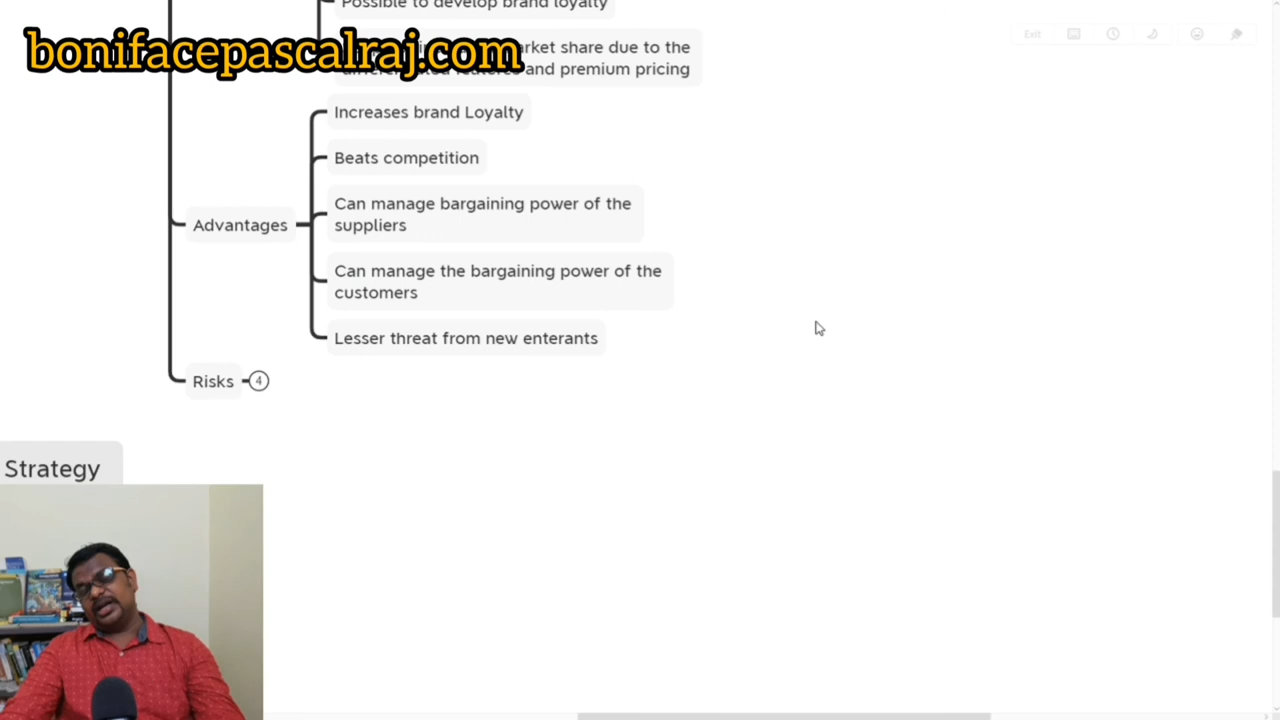 Possible to develop brand loyalty
bonifacepascalraj.com
market share due to the
and premium pricing
Exit
Increases brand Loyalty
Beats competition
Can manage bargaining power of the
suppliers
Advantages
Can manage the bargaining power of the
customers
Lesser threat from new enterants
Risks
4
Strategy